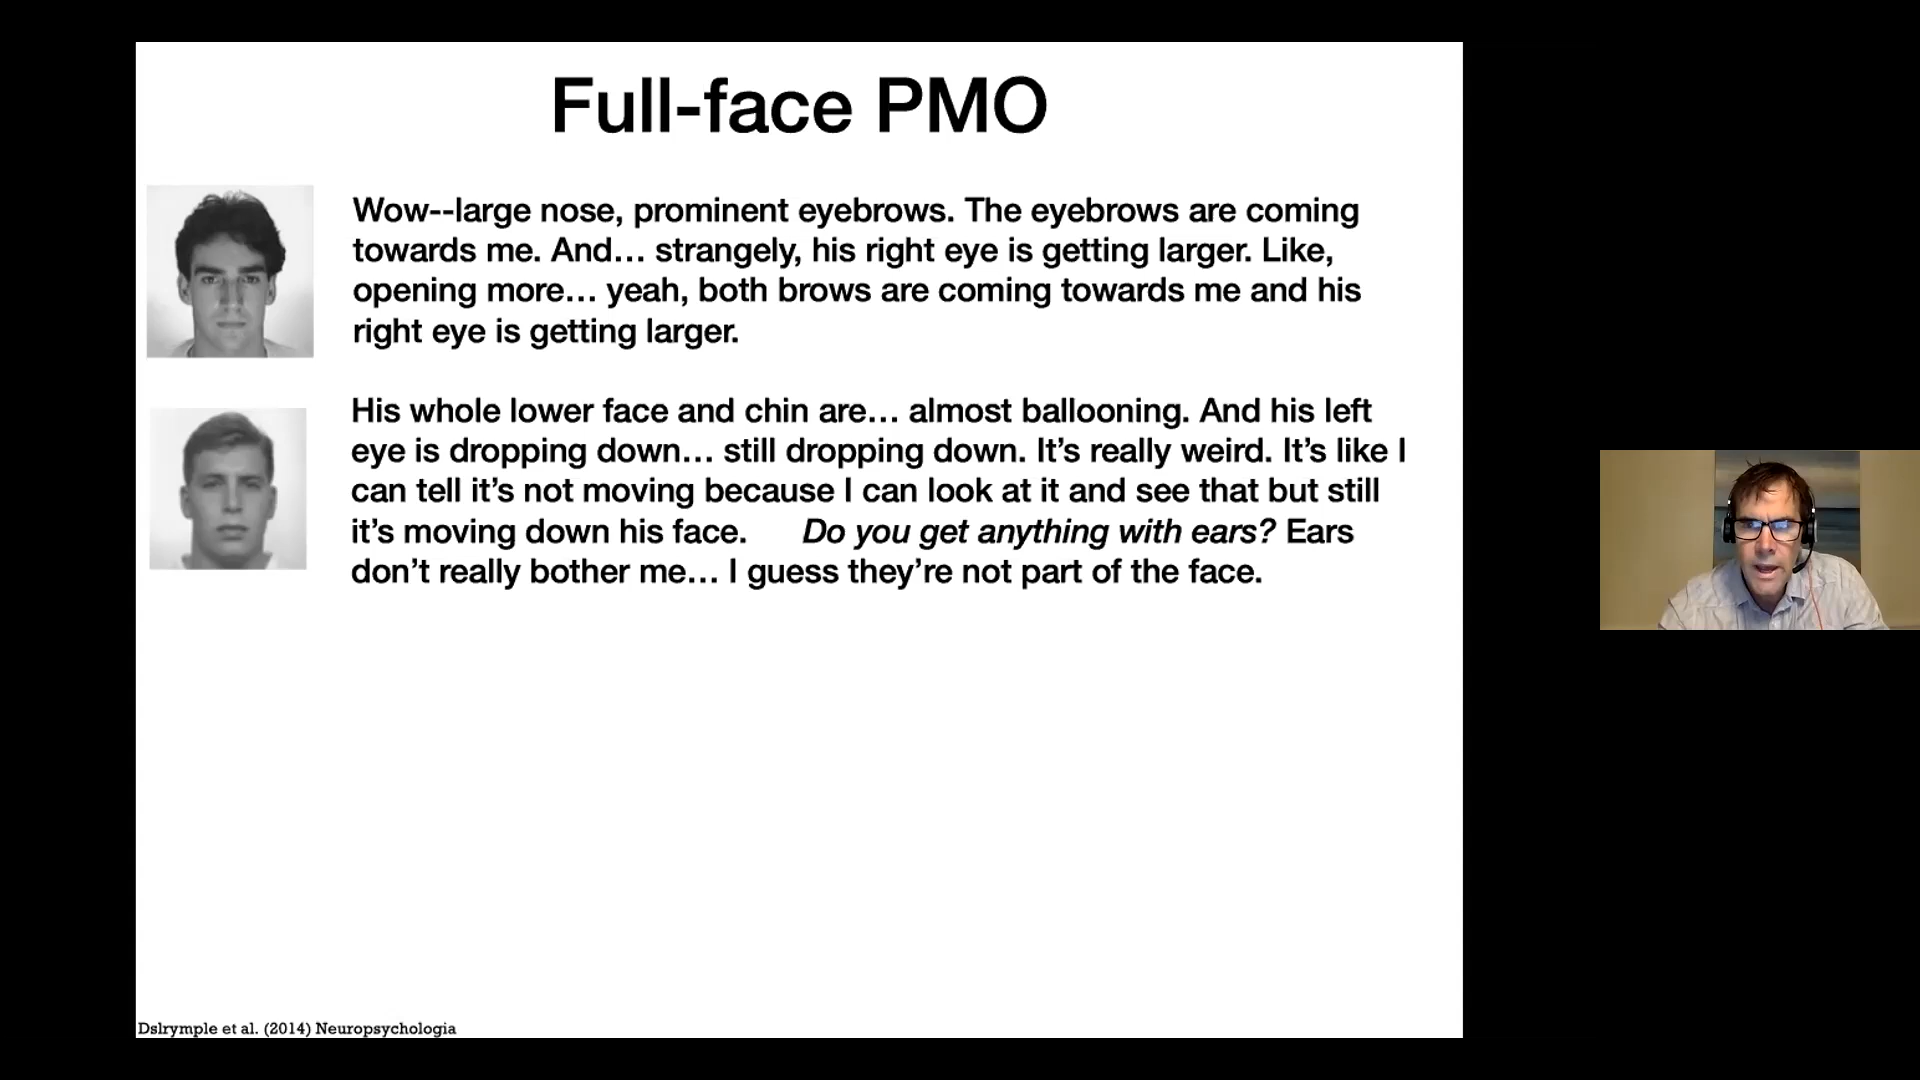 Full-face PMO
Wow--large nose, prominent eyebrows. The eyebrows are coming
towards me. And… strangely, his right eye is getting larger. Like,
opening more… yeah, both brows are coming towards me and his
right eye is getting larger.
His whole lower face and chin are… almost ballooning. And his left
eye is dropping down… still dropping down. It’s really weird. It’s like I
can tell it’s not moving because I can look at it and see that but still
it’s moving down his face. Do you get anything with ears? Ears
don’t really bother me… I guess they’re not part of the face.
Dslrymple et al. (2014) Neuropsychologia